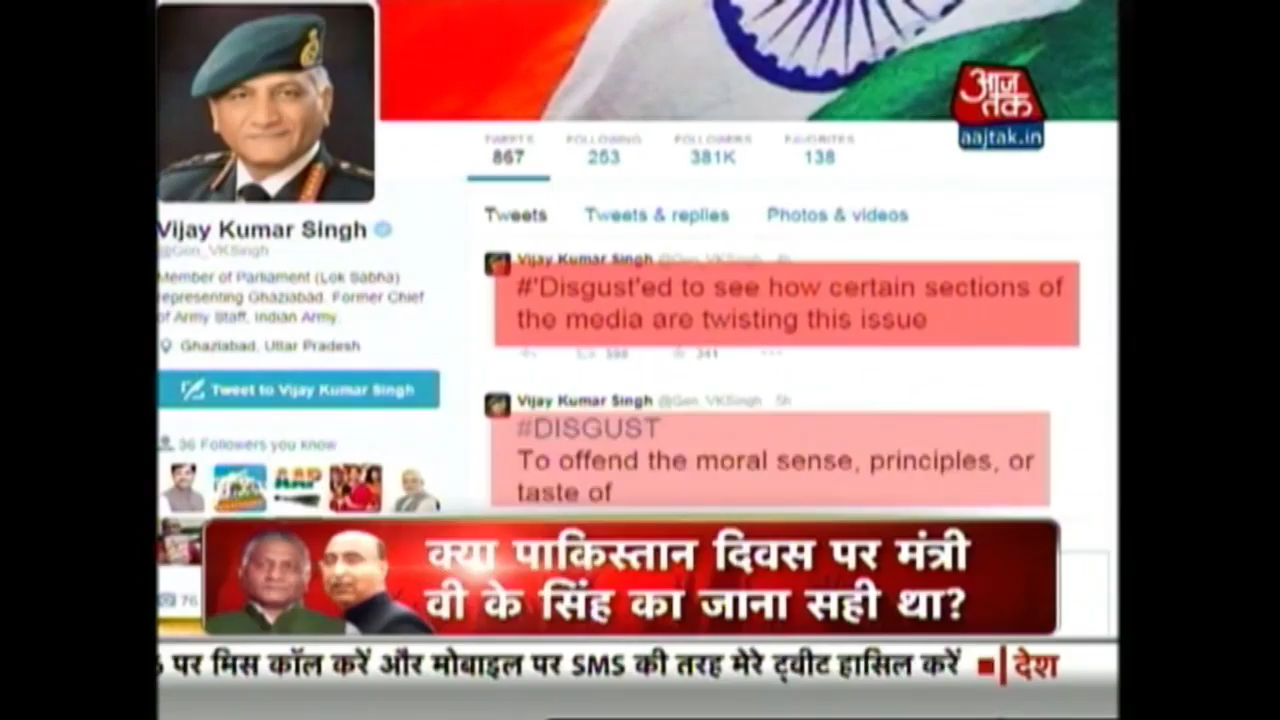 आज
तक
aajtak.in
TWEETS FOLLOWING FOLLOWERS FAVORITES
867 253 381K 138
Vijay Kumar Singh
@Gen_VKSingh
Member of Parliament (Lok Sabha)
representing Ghaziabad. Former Chief
of Army Staff, Indian Army.
Ghaziabad, Uttar Pradesh
Tweet to Vijay Kumar Singh
36 Followers you know
AAP
76
Tweets Tweets & replies Photos & videos
Vijay Kumar Singh @Gen_VKSingh
#'Disgust'ed to see how certain sections of
the media are twisting this issue
341
Vijay Kumar Singh @Gen_VKSingh 5h
#DISGUST
To offend the moral sense, principles, or
taste of
क्या पाकिस्तान दिवस पर मंत्री
वी के सिंह का जाना सही था?
पर मिस कॉल करें और मोबाइल पर SMS की तरह मेरे ट्वीट हासिल करें देश